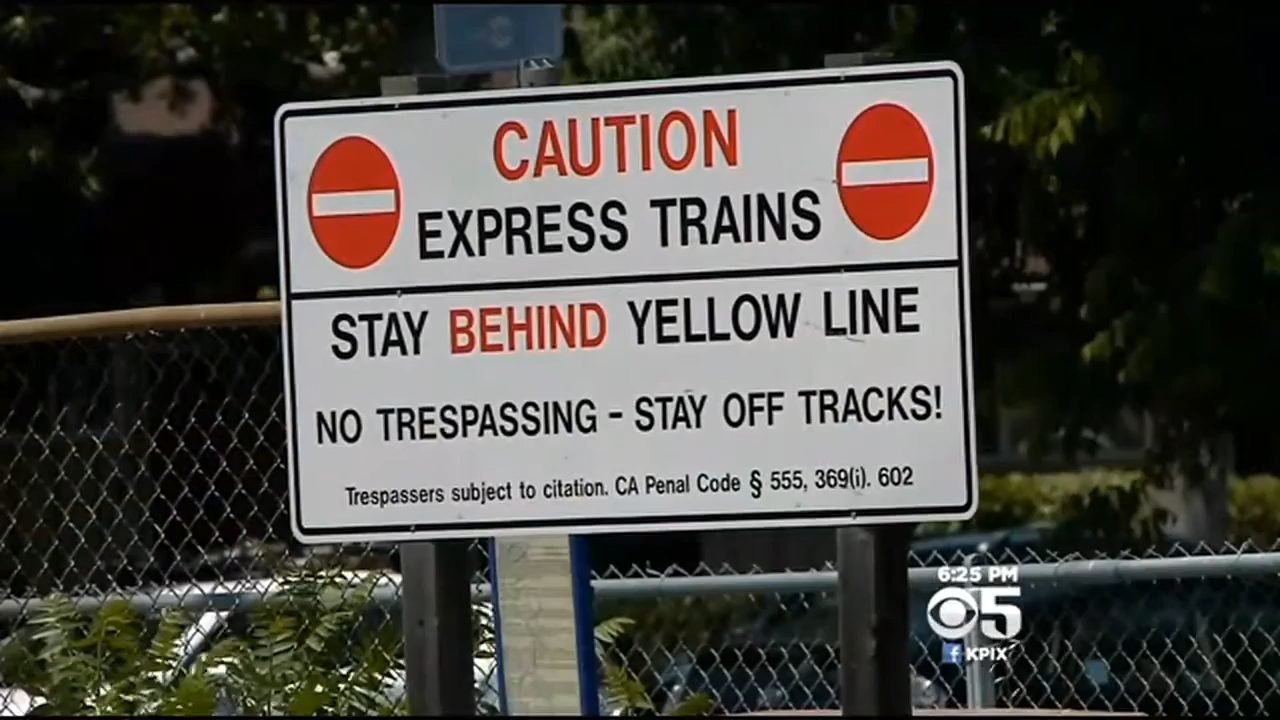 CAUTION
EXPRESS TRAINS
STAY BEHIND YELLOW LINE
NO TRESPASSING - STAY OFF TRACKS!
Trespassers subject to citation. CA Penal Code § 555, 369(i). 602
6:25 PM
5
f KPIX